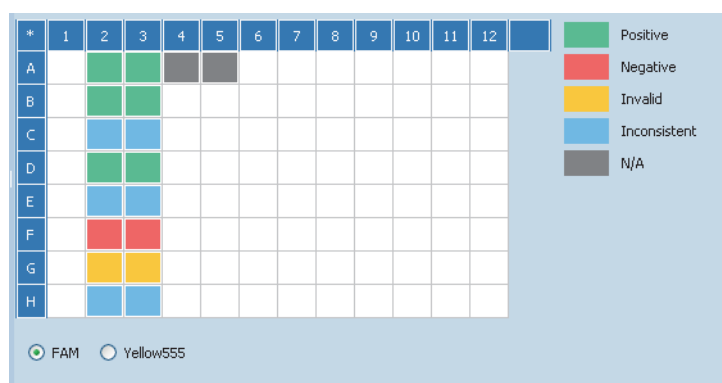 * 1 2 3 4 5 6 7 8 9 10 11 12
A
B
C
D
E
F
G
H
Positive
Negative
Invalid
Inconsistent
N/A
FAM Yellow555